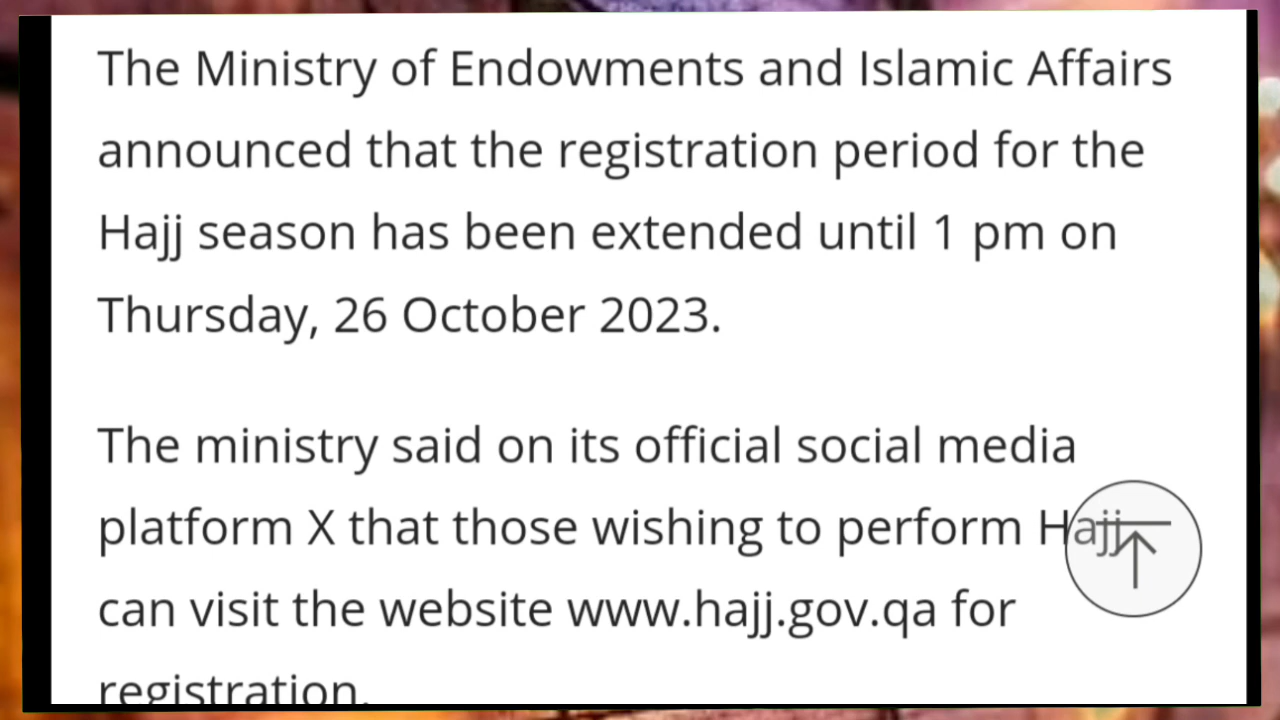 The Ministry of Endowments and Islamic Affairs
announced that the registration period for the
Hajj season has been extended until 1 pm on
Thursday, 26 October 2023.
The ministry said on its official social media
platform X that those wishing to perform Hajj
can visit the website www.hajj.gov.qa for
registration.